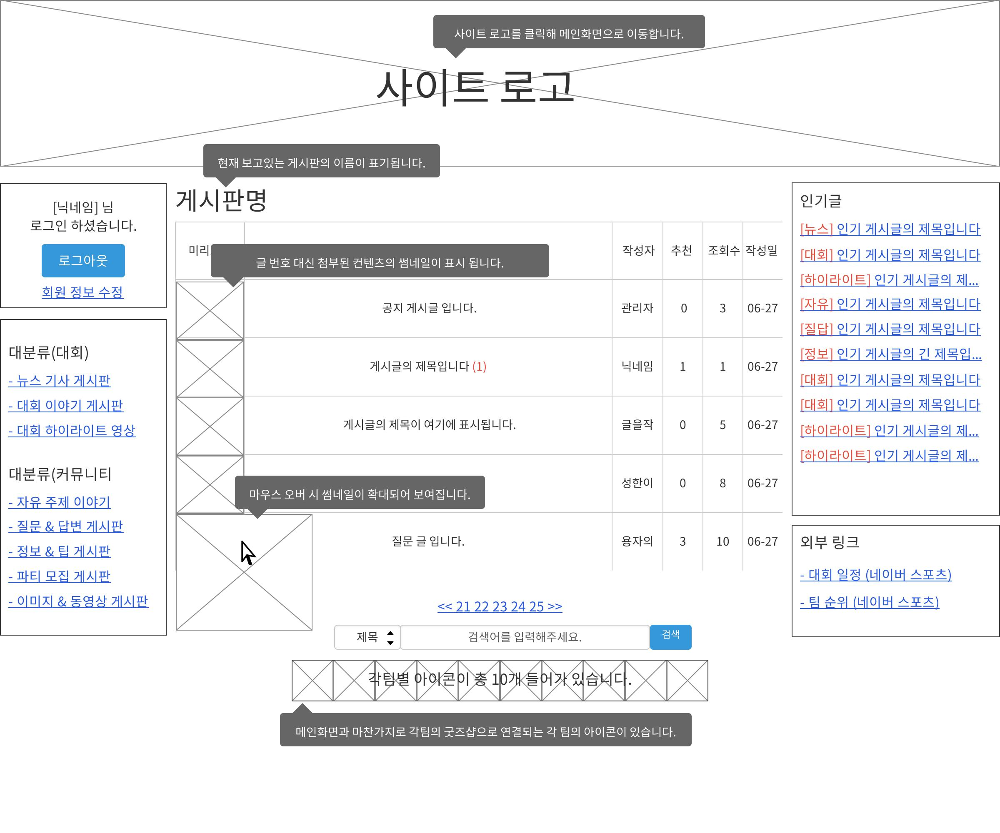 사이트 로고를 클릭해 메인화면으로 이동합니다.
사이트 로고
현재 보고있는 게시판의 이름이 표기됩니다.
[닉네임] 님
로그인 하셨습니다.
로그아웃
회원 정보 수정
대분류(대회)
- 뉴스 기사 게시판
- 대회 이야기 게시판
- 대회 하이라이트 영상
대분류(커뮤니티
- 자유 주제 이야기
- 질문 & 답변 게시판
- 정보 & 팁 게시판
- 파티 모집 게시판
- 이미지 & 동영상 게시판
게시판명
미리 작성자 추천 조회수 작성일
글 번호 대신 첨부된 컨텐츠의 썸네일이 표시 됩니다.
공지 게시글 입니다. 관리자 0 3 06-27
게시글의 제목입니다 (1) 닉네임 1 1 06-27
게시글의 제목이 여기에 표시됩니다. 글을작 0 5 06-27
성한이 0 8 06-27
마우스 오버 시 썸네일이 확대되어 보여집니다.
질문 글 입니다. 용자의 3 10 06-27
<< 21 22 23 24 25 >>
제목 검색어를 입력해주세요. 검색
각팀별 아이콘이 총 10개 들어가 있습니다.
메인화면과 마찬가지로 각팀의 굿즈샵으로 연결되는 각 팀의 아이콘이 있습니다.
인기글
[뉴스] 인기 게시글의 제목입니다
[대회] 인기 게시글의 제목입니다
[하이라이트] 인기 게시글의 제...
[자유] 인기 게시글의 제목입니다
[질답] 인기 게시글의 제목입니다
[정보] 인기 게시글의 긴 제목입...
[대회] 인기 게시글의 제목입니다
[대회] 인기 게시글의 제목입니다
[하이라이트] 인기 게시글의 제...
[하이라이트] 인기 게시글의 제...
외부 링크
- 대회 일정 (네이버 스포츠)
- 팀 순위 (네이버 스포츠)